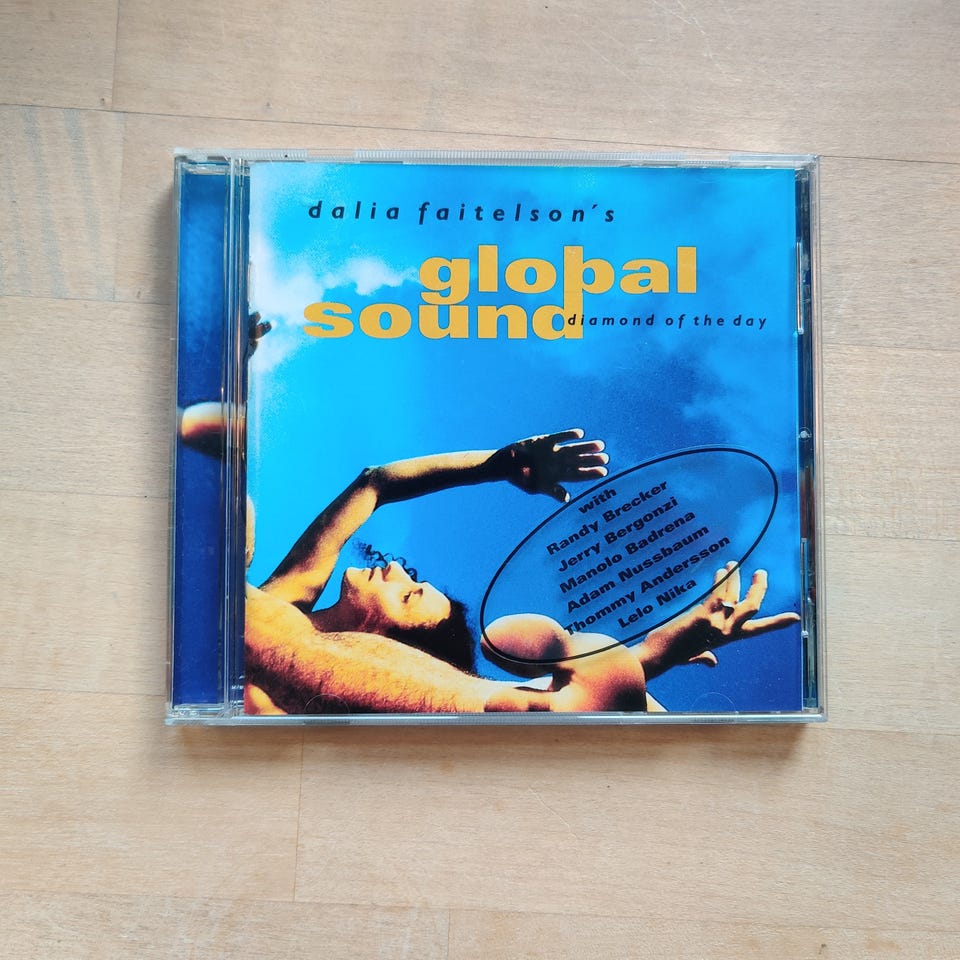 dalia faitelson´s
global
sound
diamond of the day
with
Randy Brecker
Jerry Bergonzi
Manolo Badrena
Adam Nussbaum
Thommy Andersson
Lelo Nika